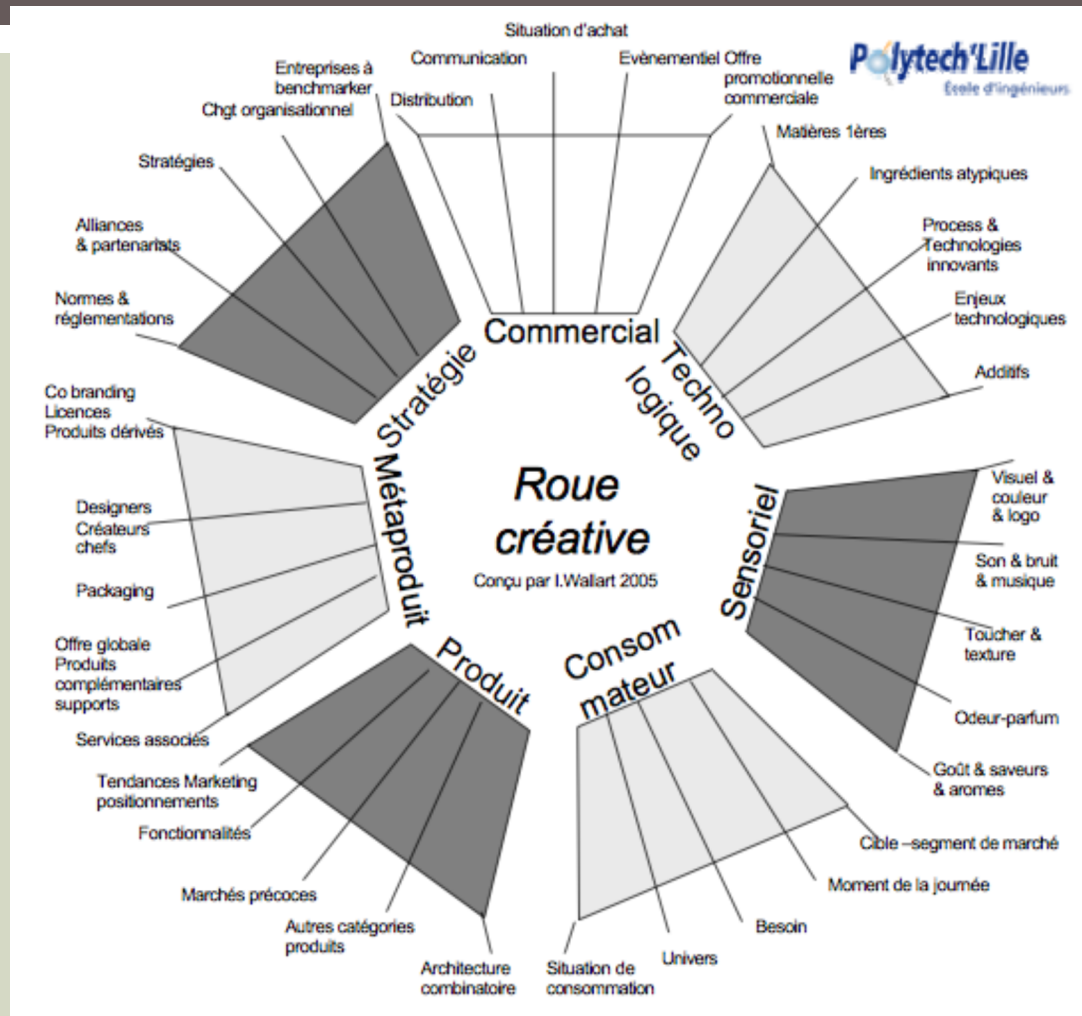 Situation d'achat
Communication
Evènementiel
Offre
promotionnelle
commerciale
Distribution
Entreprises à
benchmarker
Chgt organisationnel
Stratégies
Alliances
& partenariats
Normes &
réglementations
Polytech'Lille
École d'ingénieurs
Matières 1ères
Ingrédients atypiques
Process &
Technologies
innovants
Enjeux
technologiques
Additifs
Commercial
Techno
logique
Stratégie
Métaproduit
Roue
créative
Conçu par I.Wallart 2005
Sensoriel
Consom
mateur
Produit
Co branding
Licences
Produits dérivés
Designers
Créateurs
chefs
Packaging
Offre globale
Produits
complémentaires
supports
Services associés
Visuel &
couleur
& logo
Son & bruit
& musique
Toucher &
texture
Odeur-parfum
Goût & saveurs
& aromes
Tendances Marketing
positionnements
Fonctionnalités
Marchés précoces
Autres catégories
produits
Architecture
combinatoire
Cible –segment de marché
Moment de la journée
Besoin
Univers
Situation de
consommation